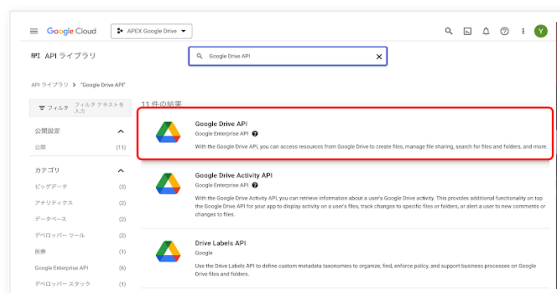 Google Cloud
APEX Google Drive
Y
API API ライブラリ
Google Drive API
API ライブラリ > "Google Drive API"
フィルタ フィルタ テキストを入力
11 件の結果
公開設定
公開 (11)
カテゴリ
ビッグデータ (3)
アナリティクス (2)
データベース (2)
デベロッパー ツール (2)
医療 (1)
Google Enterprise API (6)
デベロッパー スタック (1)
Google Drive API
Google Enterprise API
With the Google Drive API, you can access resources from Google Drive to create files, manage file sharing, search for files and folders, and more.
Google Drive Activity API
Google Enterprise API
With the Google Drive Activity API, you can retrieve information about a user's Google Drive activity. This provides additional functionality on top
the Google Drive API for your app to display activity on a user's files, track changes to specific files or folders, or alert a user to new comments or
changes to files.
Drive Labels API
Google
Use the Drive Labels API to define custom metadata taxonomies to organize, find, enforce policy, and support business processes on Google
Drive files and folders.